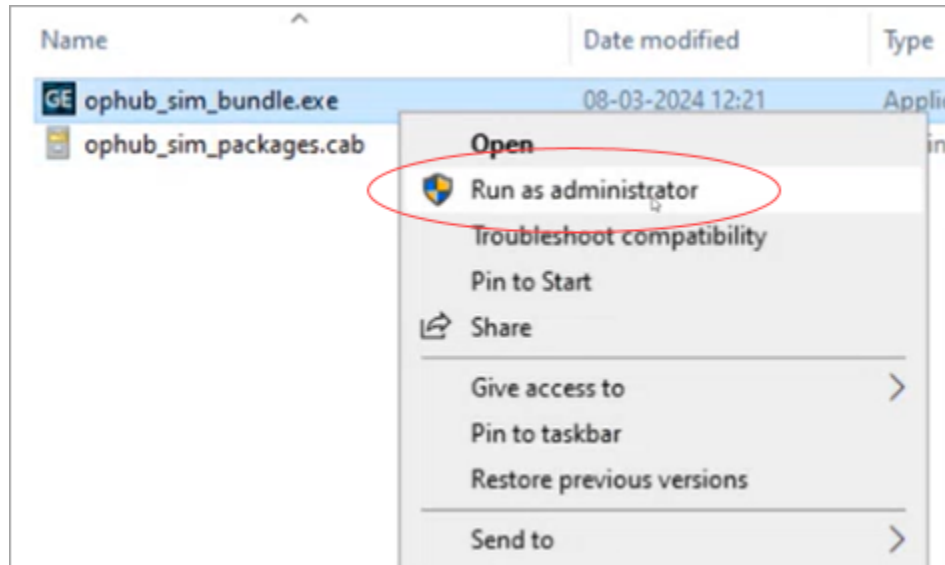 Name Date modified Type
GE ophub_sim_bundle.exe 08-03-2024 12:21
ophub_sim_packages.cab
Open
Run as administrator
Troubleshoot compatibility
Pin to Start
Share
Give access to
Pin to taskbar
Restore previous versions
Send to